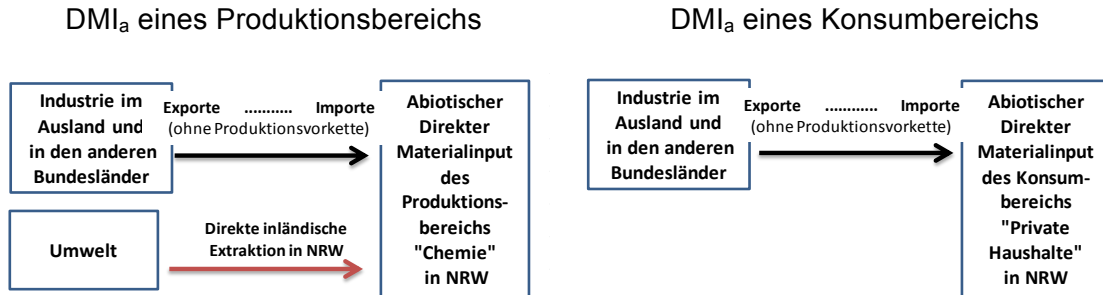 DMIa eines Produktionsbereichs
Industrie im
Ausland und
in den anderen
Bundesländer
Exporte ........... Importe
(ohne Produktionsvorkette)
Umwelt
Direkte inländische
Extraktion in NRW
Abiotischer
Direkter
Materialinput
des
Produktions-
bereichs
"Chemie"
in NRW
DMIa eines Konsumbereichs
Industrie im
Ausland und
in den anderen
Bundesländer
Exporte ........... Importe
(ohne Produktionsvorkette)
Abiotischer
Direkter
Materialinput
des Konsum-
bereichs
"Private
Haushalte"
in NRW